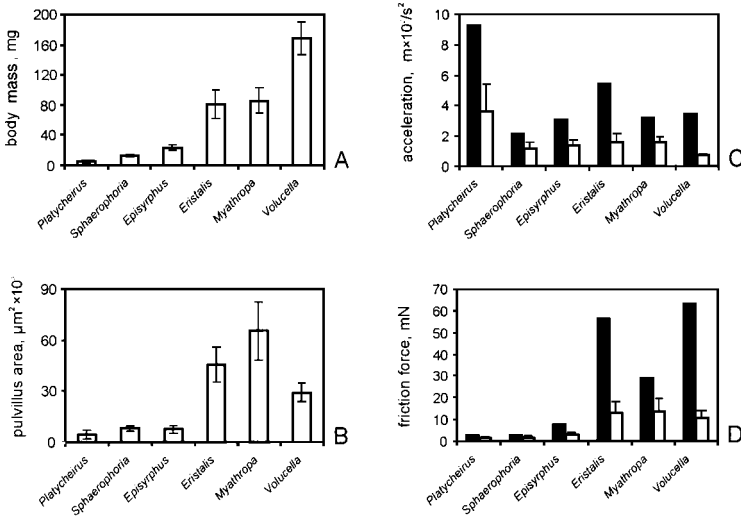 body mass, mg
200
160
120
80
40
0
Platycheirus
Sphaerophoria
Episyrphus
Eristalis
Myathropa
Volucella
A
acceleration, m×10⁻/s²
10
8
6
4
2
0
Platycheirus
Sphaerophoria
Episyrphus
Eristalis
Myathropa
Volucella
C
pulvillus area, µm² ×10
90
60
30
0
Platycheirus
Sphaerophoria
Episyrphus
Eristalis
Myathropa
Volucella
B
friction force, mN
70
60
50
40
30
20
10
0
Platycheirus
Sphaerophoria
Episyrphus
Eristalis
Myathropa
Volucella
D